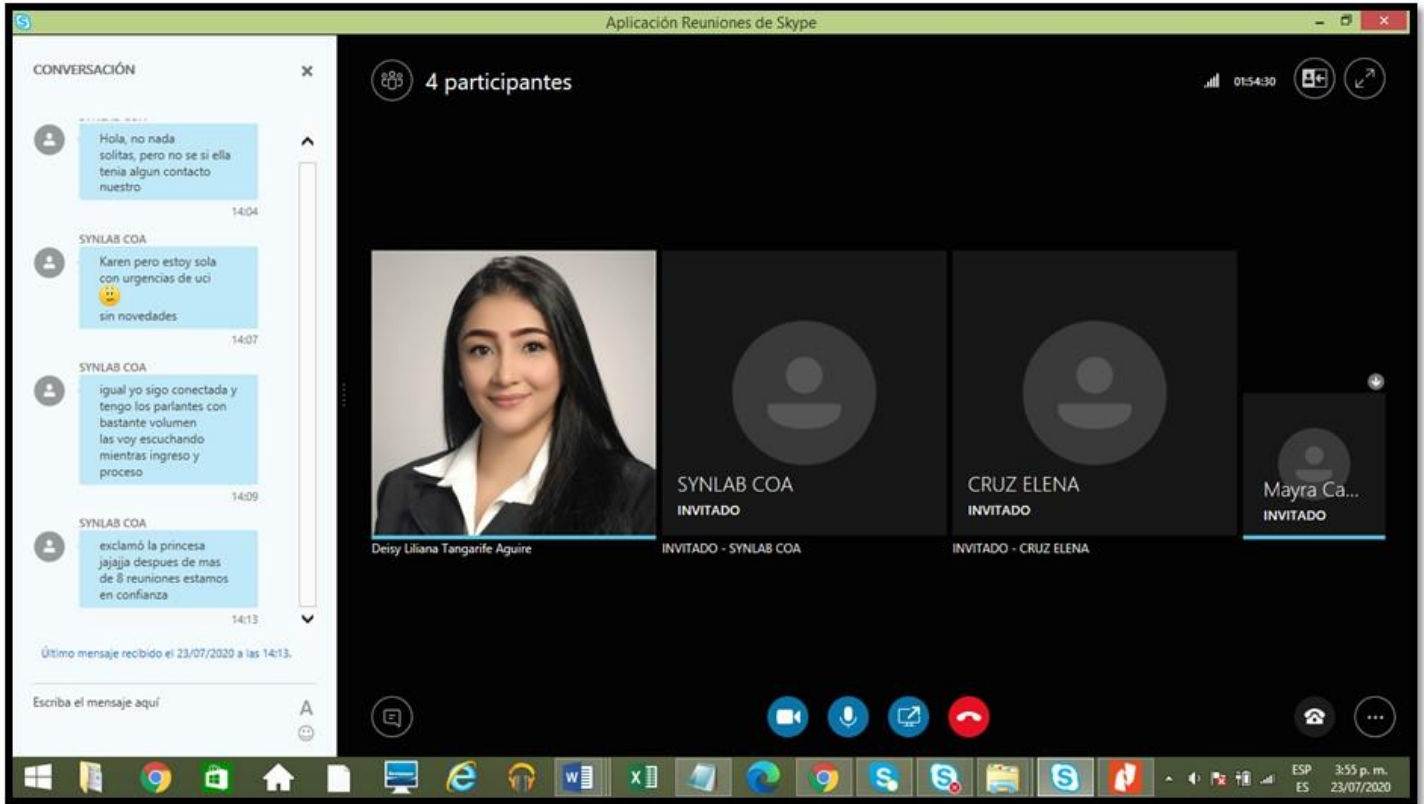 Aplicación Reuniones de Skype
CONVERSACIÓN
Hola, no nada
solitas, pero no se si ella
tenia algun contacto
nuestro
14:04
SYNLAB COA
Karen pero estoy sola
con urgencias de uci
sin novedades
14:07
SYNLAB COA
igual yo sigo conectada y
tengo los parlantes con
bastante volumen
las voy escuchando
mientras ingreso y
proceso
14:09
SYNLAB COA
exclamó la princesa
jajajja despues de mas
de 8 reuniones estamos
en confianza
14:13
Último mensaje recibido el 23/07/2020 a las 14:13.
Escriba el mensaje aquí
A
4 participantes
01:54:30
Deisy Liliana Tangarife Aguire
SYNLAB COA
INVITADO
INVITADO - SYNLAB COA
CRUZ ELENA
INVITADO
INVITADO - CRUZ ELENA
Mayra Ca...
INVITADO
ESP
ES
3:55 p. m.
23/07/2020